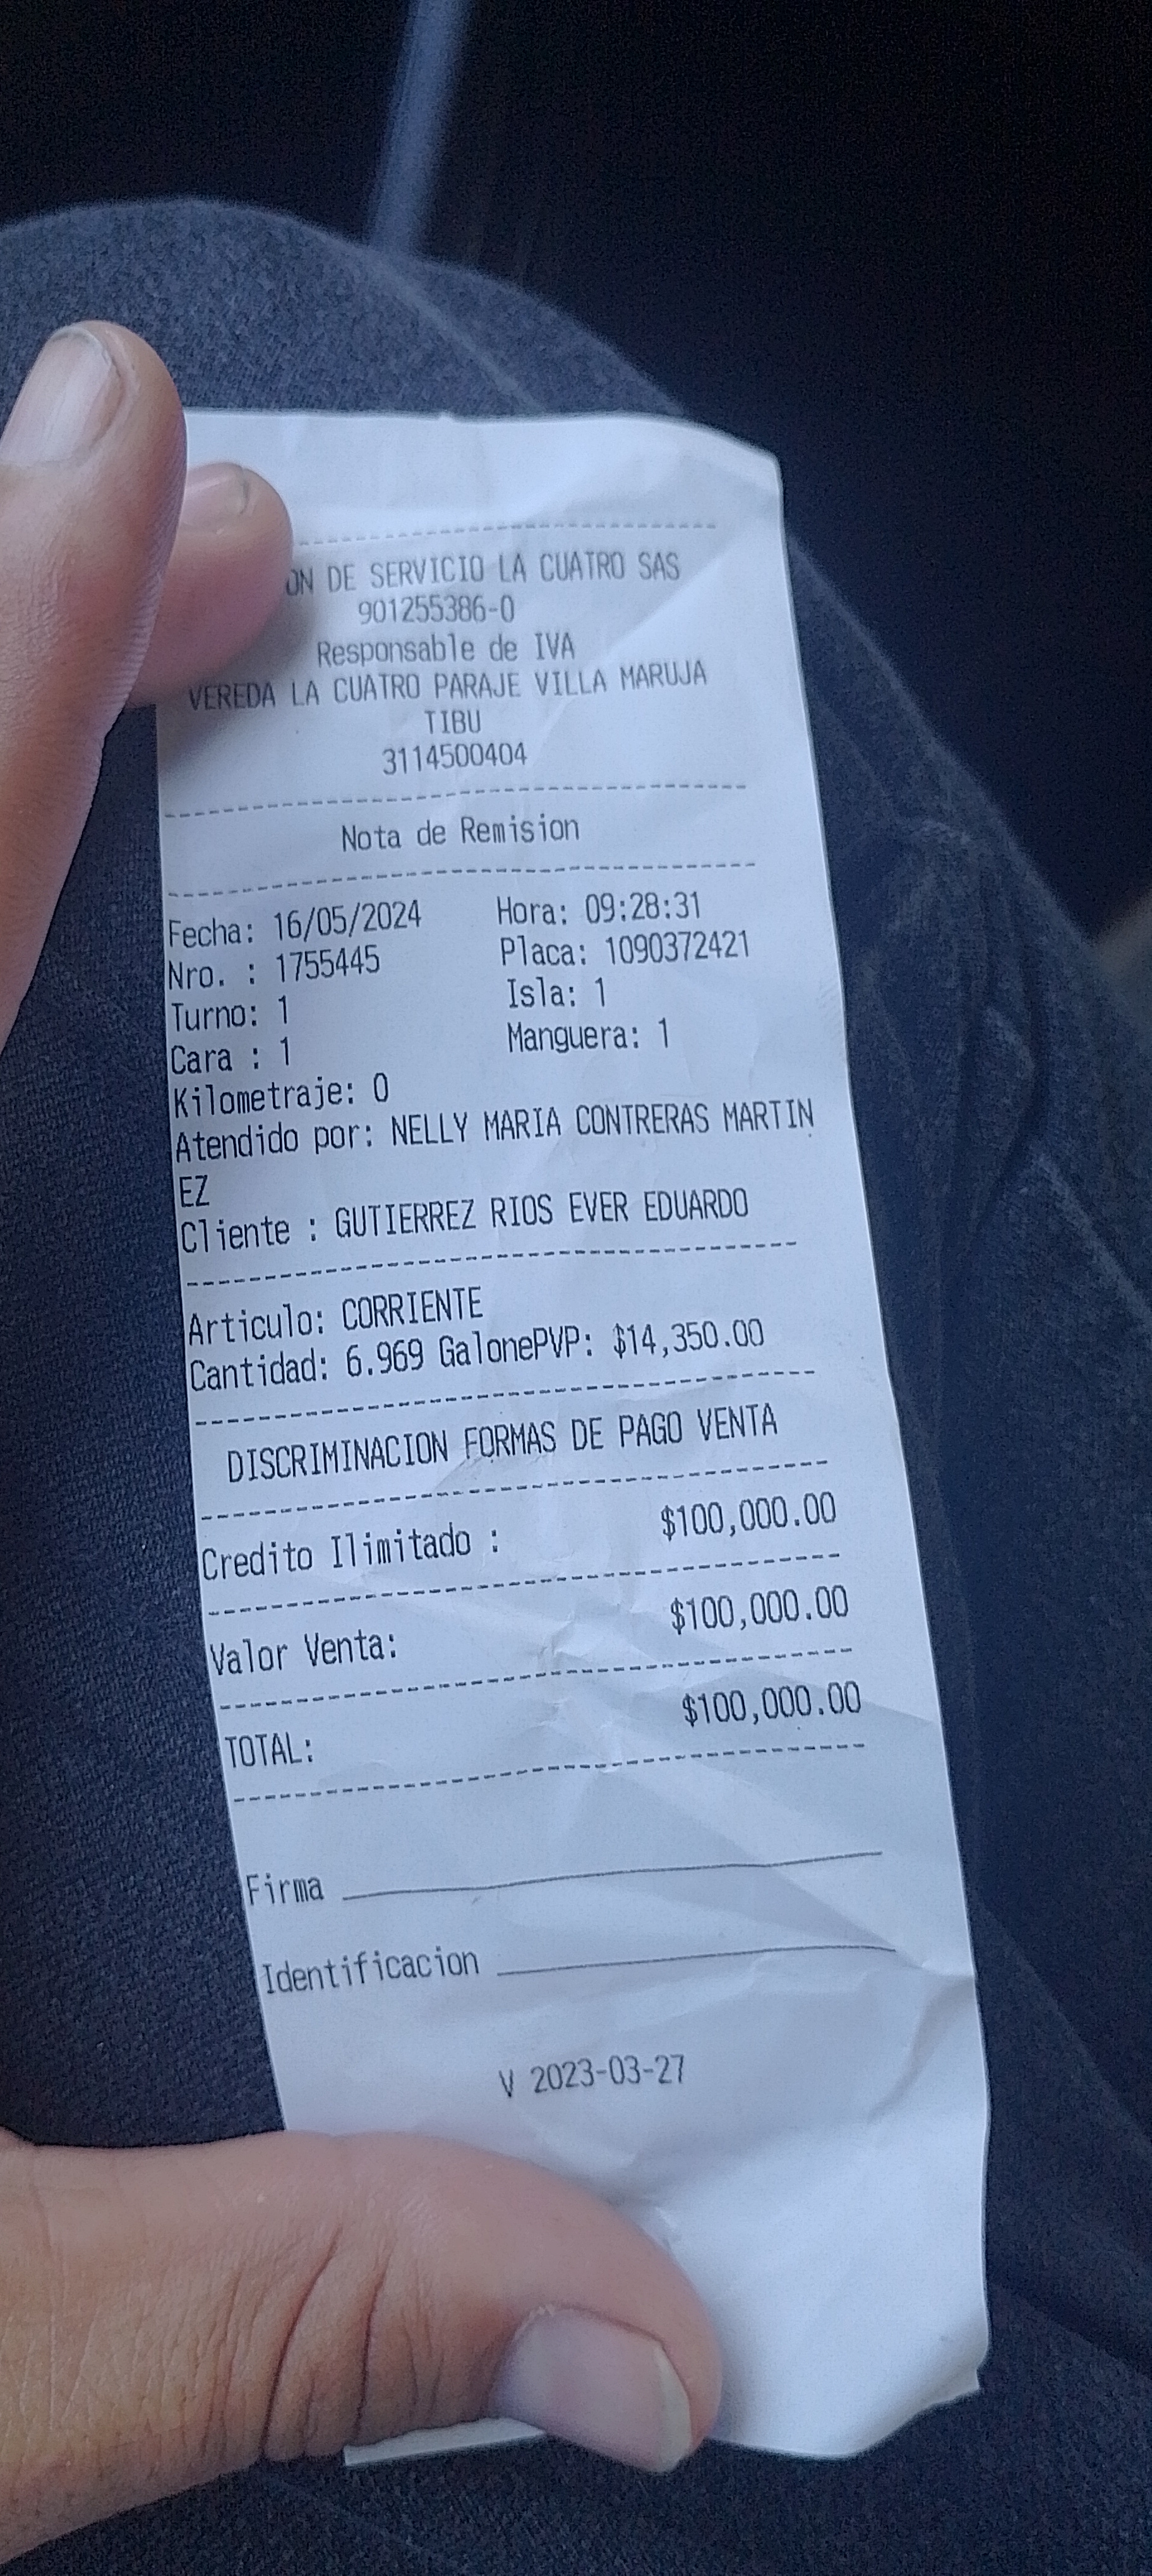 DE SERVICIO LA CUATRO SAS
901255386-0
Responsable de IVA
VEREDA LA CUATRO PARAJE VILLA MARUJA
TIBU
3114500404
Nota de Remision
Fecha: 16/05/2024 Hora: 09:28:31
Nro. : 1755445 Placa: 1090372421
Turno: 1 Isla: 1
Cara : 1 Manguera: 1
Kilometraje: 0
Atendido por: NELLY MARIA CONTRERAS MARTIN
EZ
Cliente : GUTIERREZ RIOS EVER EDUARDO
Articulo: CORRIENTE
Cantidad: 6.969 GalonePVP: $14,350.00
DISCRIMINACION FORMAS DE PAGO VENTA
Credito Ilimitado : $100,000.00
Valor Venta: $100,000.00
TOTAL: $100,000.00
Firma
Identificacion
V 2023-03-27